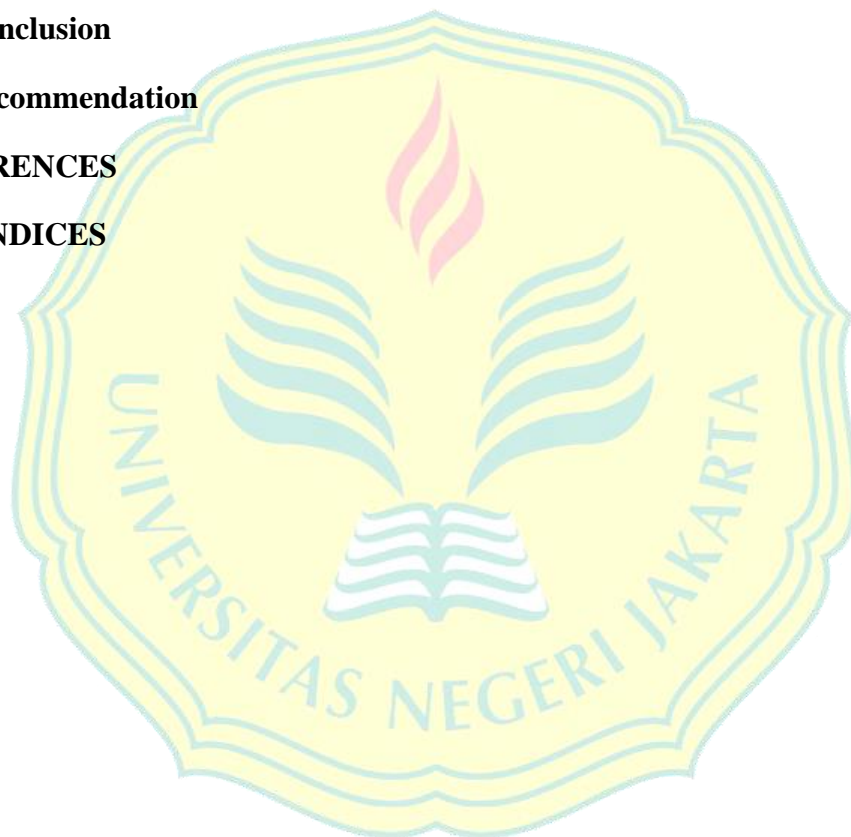 nclusion
commendation
RENCES
NDICES
UNIVERSITAS NEGERI JAKARTA